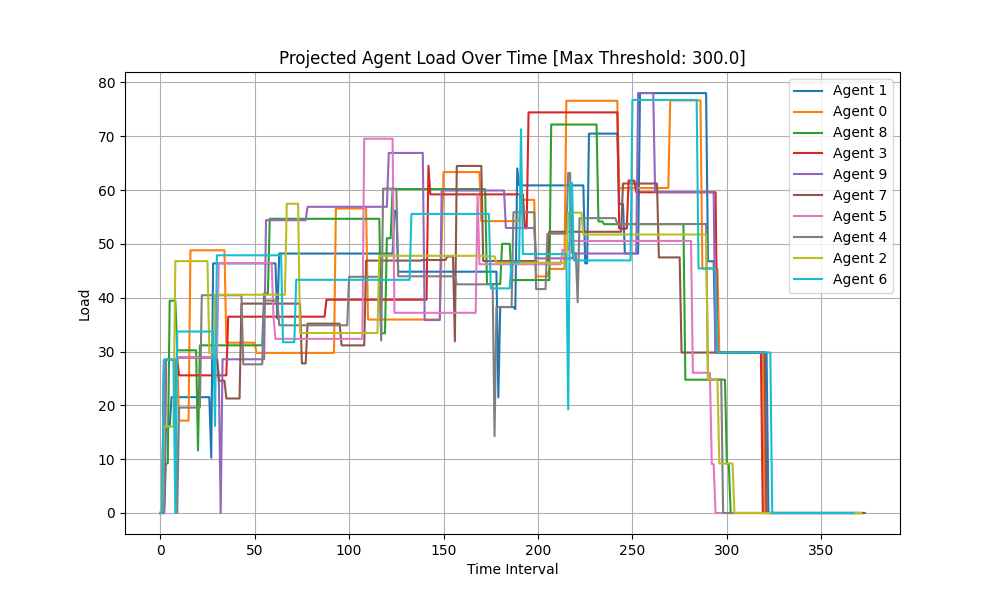 Projected Agent Load Over Time [Max Threshold: 300.0]
Load
80
70
60
50
40
30
20
10
0
0 50 100 150 200 250 300 350
Time Interval
Agent 1
Agent 0
Agent 8
Agent 3
Agent 9
Agent 7
Agent 5
Agent 4
Agent 2
Agent 6